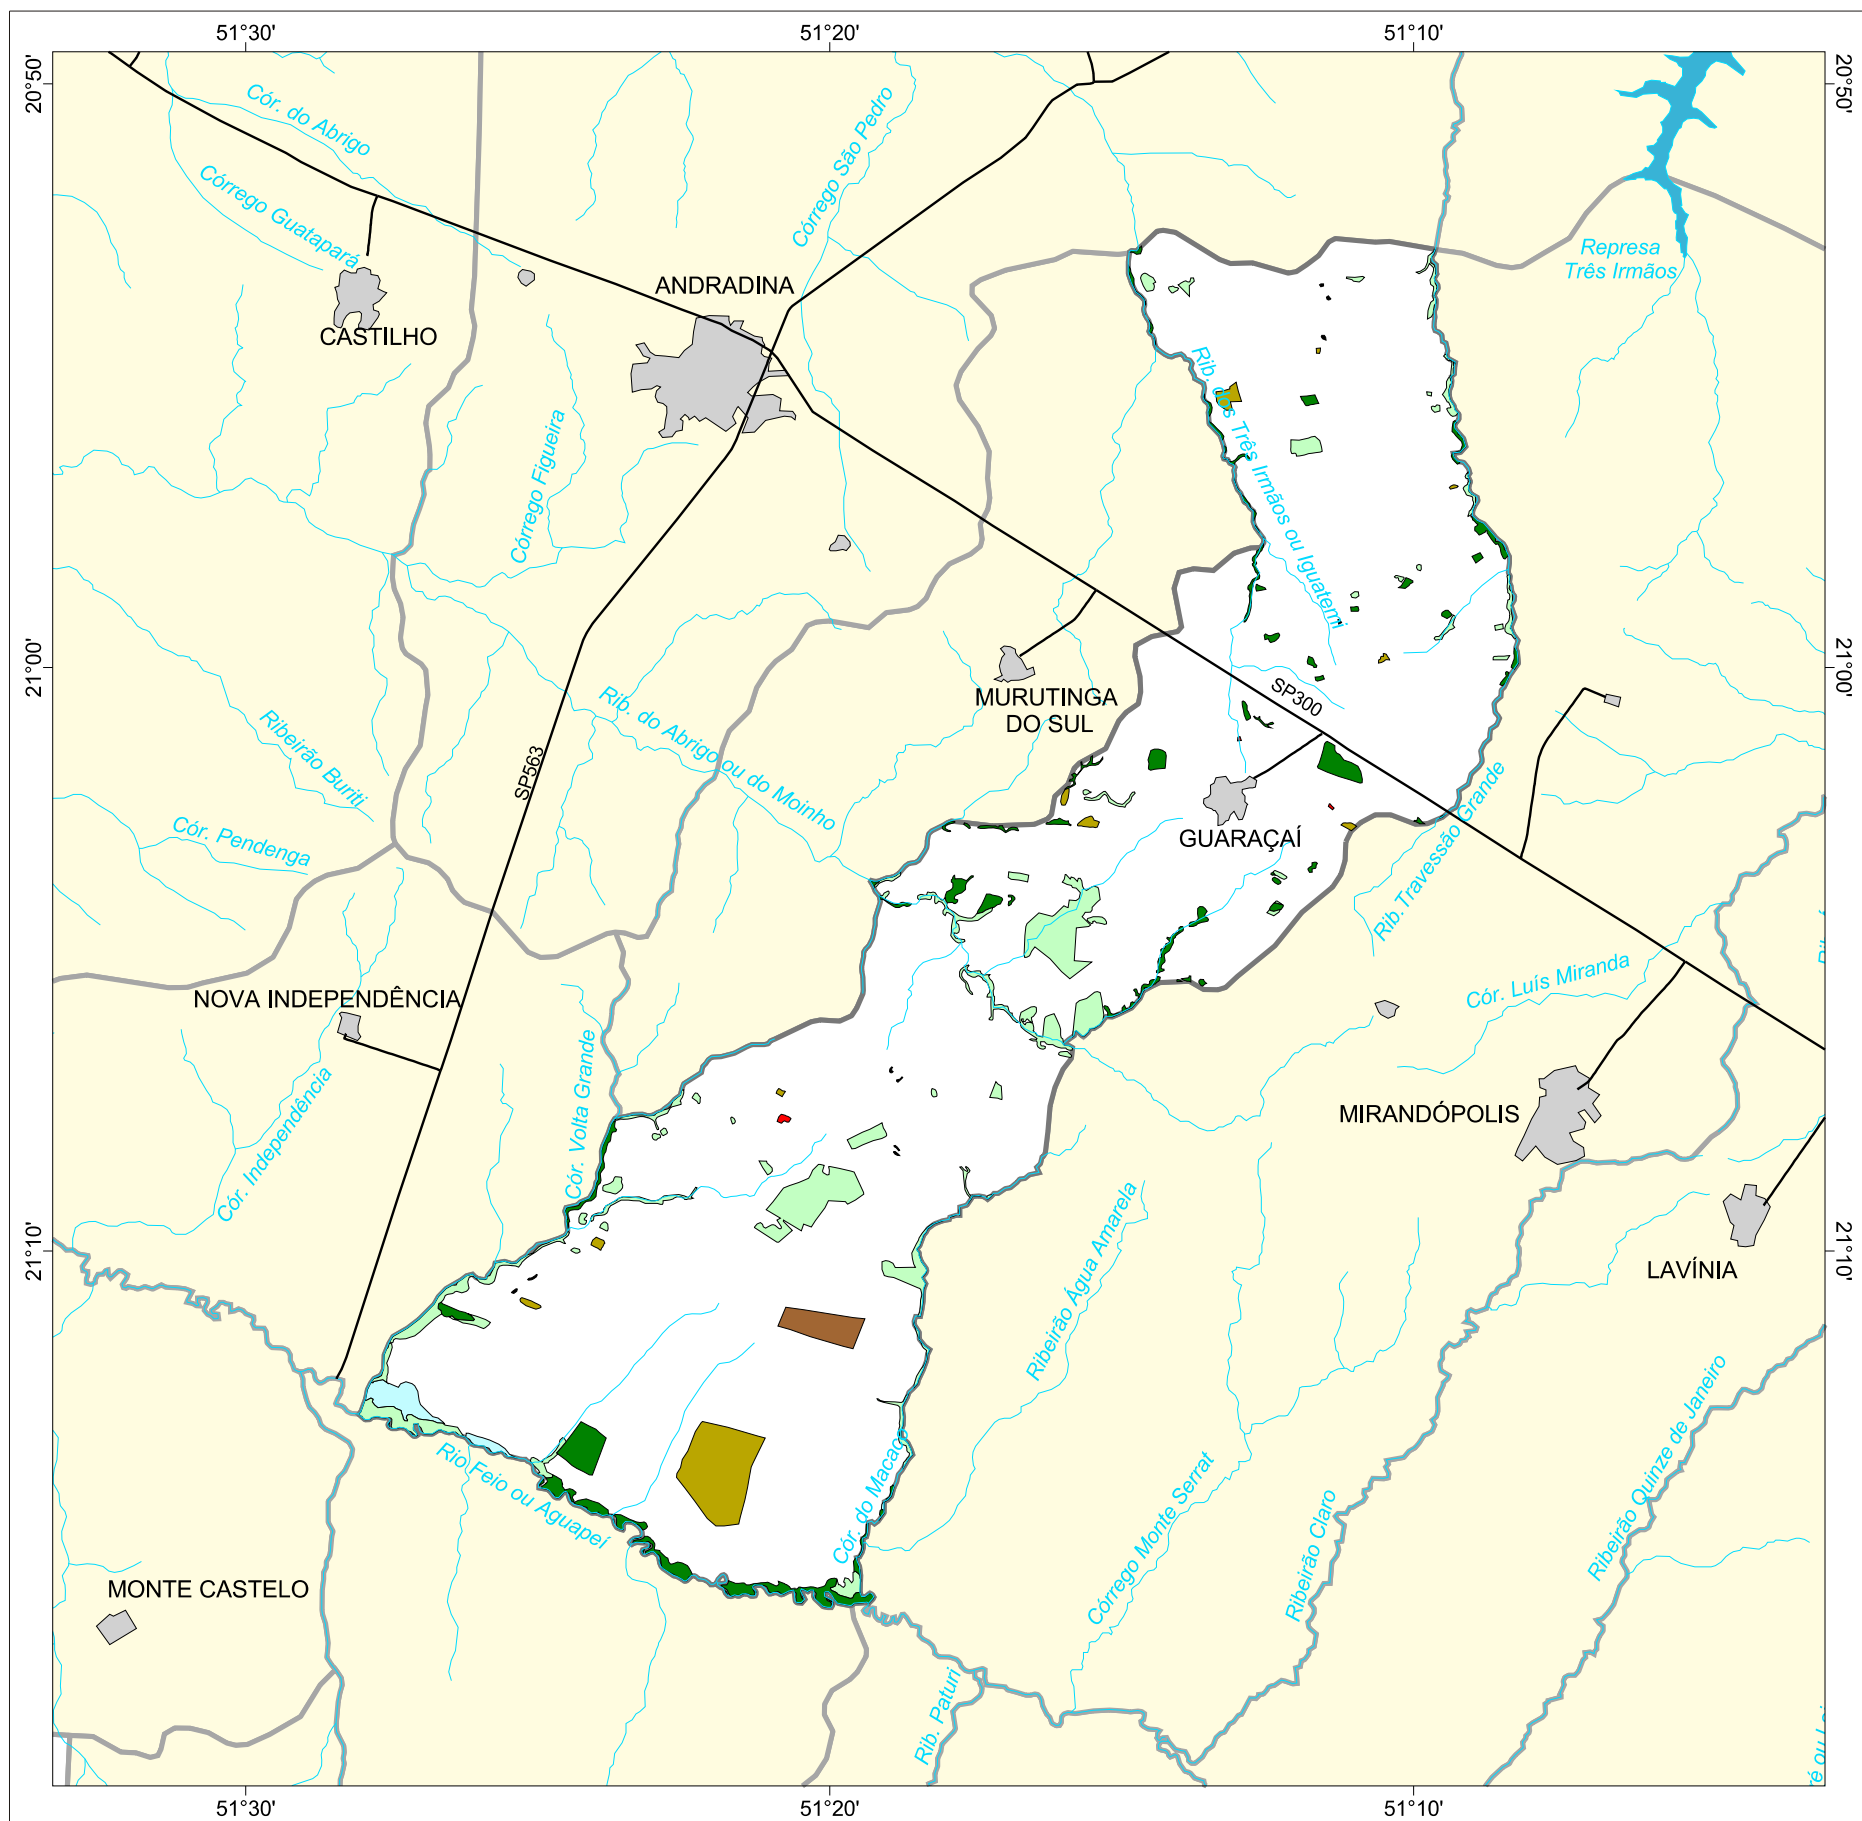 51°30'
51°20'
51°10'
20°50'
20°50'
Cór. do Abrigo
Córrego São Pedro
Córrego Guatapará
Represa
Três Irmãos
ANDRADINA
CASTILHO
Rib. dos Três Irmãos ou Iguatemi
Córrego Figueira
21°00'
21°00'
MURUTINGA
DO SUL
SP300
Rib. do Abrigo ou do Moinho
Ribeirão Buriti
SP563
Cór. Pendenga
GUARAÇAÍ
Rib. Travessão Grande
NOVA INDEPENDÊNCIA
Cór. Luís Miranda
Cór. Volta Grande
Cór. Independência
MIRANDÓPOLIS
21°10'
21°10'
Ribeirão Água Amarela
LAVÍNIA
Ribeirão Quinze de Janeiro
Rio Feio ou Aguapeí
Cór. do Macaco
Córrego Monte Serrat
Ribeirão Claro
MONTE CASTELO
Rib. Paturi
51°30'
51°20'
51°10'